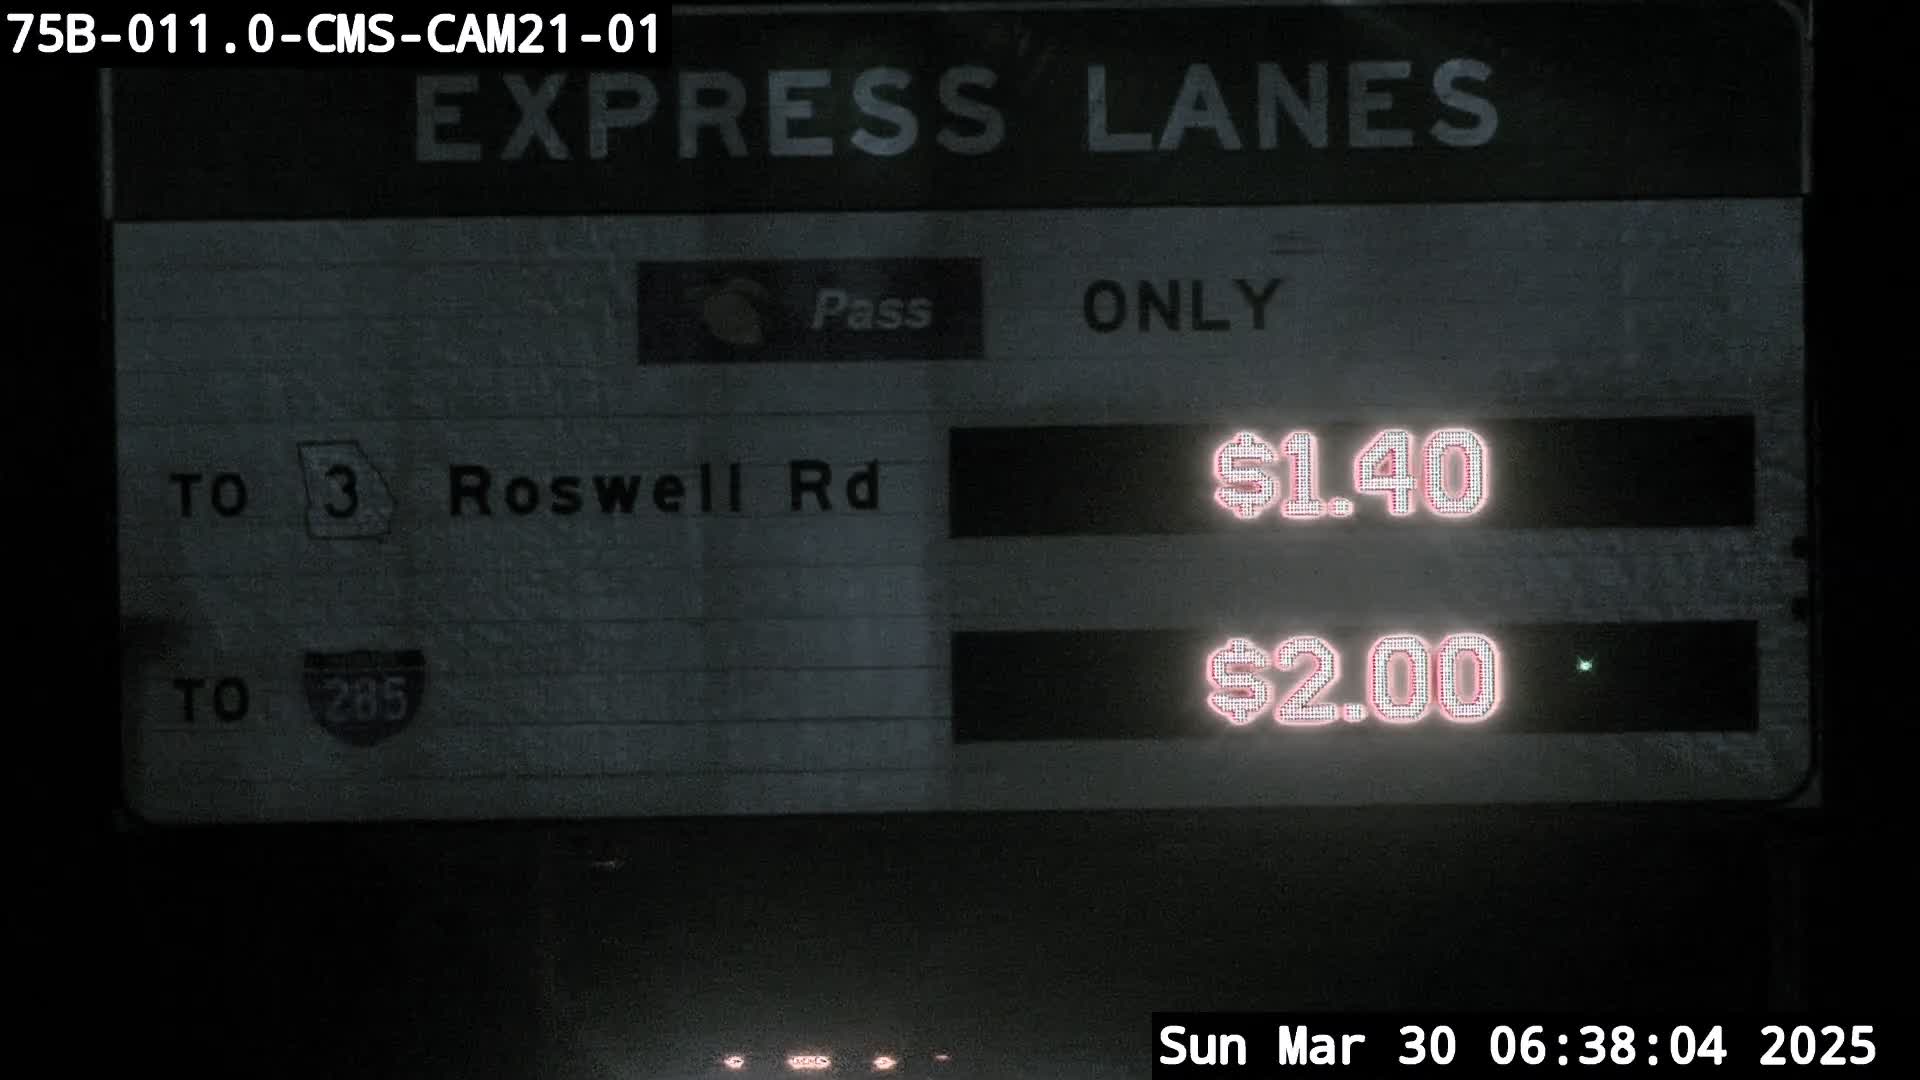 75B-011.0-CMS-CAM21-01
EXPRESS LANES
Pass ONLY
TO 3 Roswell Rd $1.40
TO 285 $2.00
Sun Mar 30 06:38:04 2025